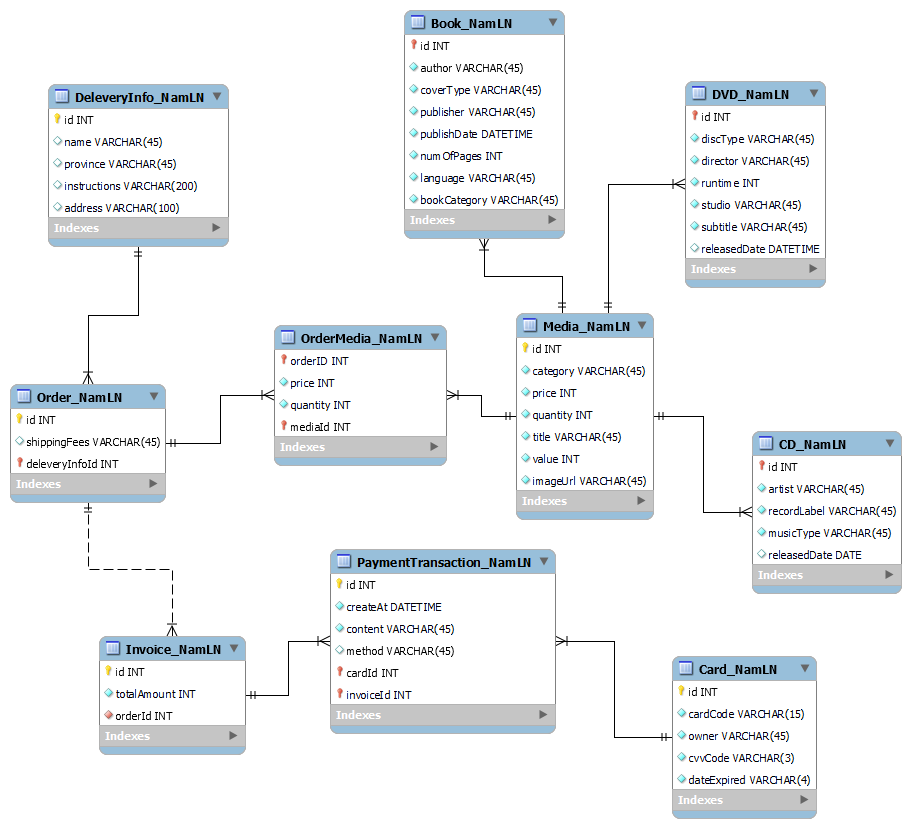 Book_NamLN
id INT
author VARCHAR(45)
coverType VARCHAR(45)
publisher VARCHAR(45)
publishDate DATETIME
numOfPages INT
language VARCHAR(45)
bookCategory VARCHAR(45)
Indexes
DeleveryInfo_NamLN
id INT
name VARCHAR(45)
province VARCHAR(45)
instructions VARCHAR(200)
address VARCHAR(100)
Indexes
DVD_NamLN
id INT
discType VARCHAR(45)
director VARCHAR(45)
runtime INT
studio VARCHAR(45)
subtitle VARCHAR(45)
releasedDate DATETIME
Indexes
OrderMedia_NamLN
orderID INT
price INT
quantity INT
mediaId INT
Indexes
Media_NamLN
id INT
category VARCHAR(45)
price INT
quantity INT
title VARCHAR(45)
value INT
imageUrl VARCHAR(45)
Indexes
Order_NamLN
id INT
shippingFees VARCHAR(45)
deleveryInfoId INT
Indexes
CD_NamLN
id INT
artist VARCHAR(45)
recordLabel VARCHAR(45)
musicType VARCHAR(45)
releasedDate DATE
Indexes
PaymentTransaction_NamLN
id INT
createAt DATETIME
content VARCHAR(45)
method VARCHAR(45)
cardId INT
invoiceId INT
Indexes
Invoice_NamLN
id INT
totalAmount INT
orderId INT
Indexes
Card_NamLN
id INT
cardCode VARCHAR(15)
owner VARCHAR(45)
cvvCode VARCHAR(3)
dateExpired VARCHAR(4)
Indexes